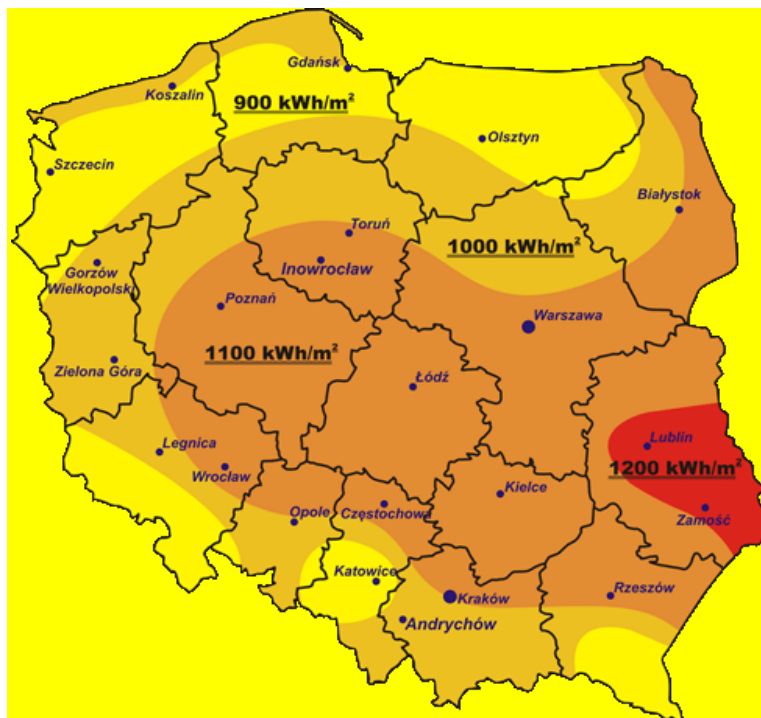 Gdańsk
Koszalin
900 kWh/m²
Olsztyn
Szczecin
Białystok
Toruń
1000 kWh/m²
Gorzów
Wielkopolski
Inowrocław
Poznań
Warszawa
1100 kWh/m²
Zielona Góra
Łódź
Legnica
Lublin
Wrocław
1200 kWh/m²
Kielce
Opole
Częstochowa
Zamość
Katowice
Kraków
Rzeszów
Andrychów